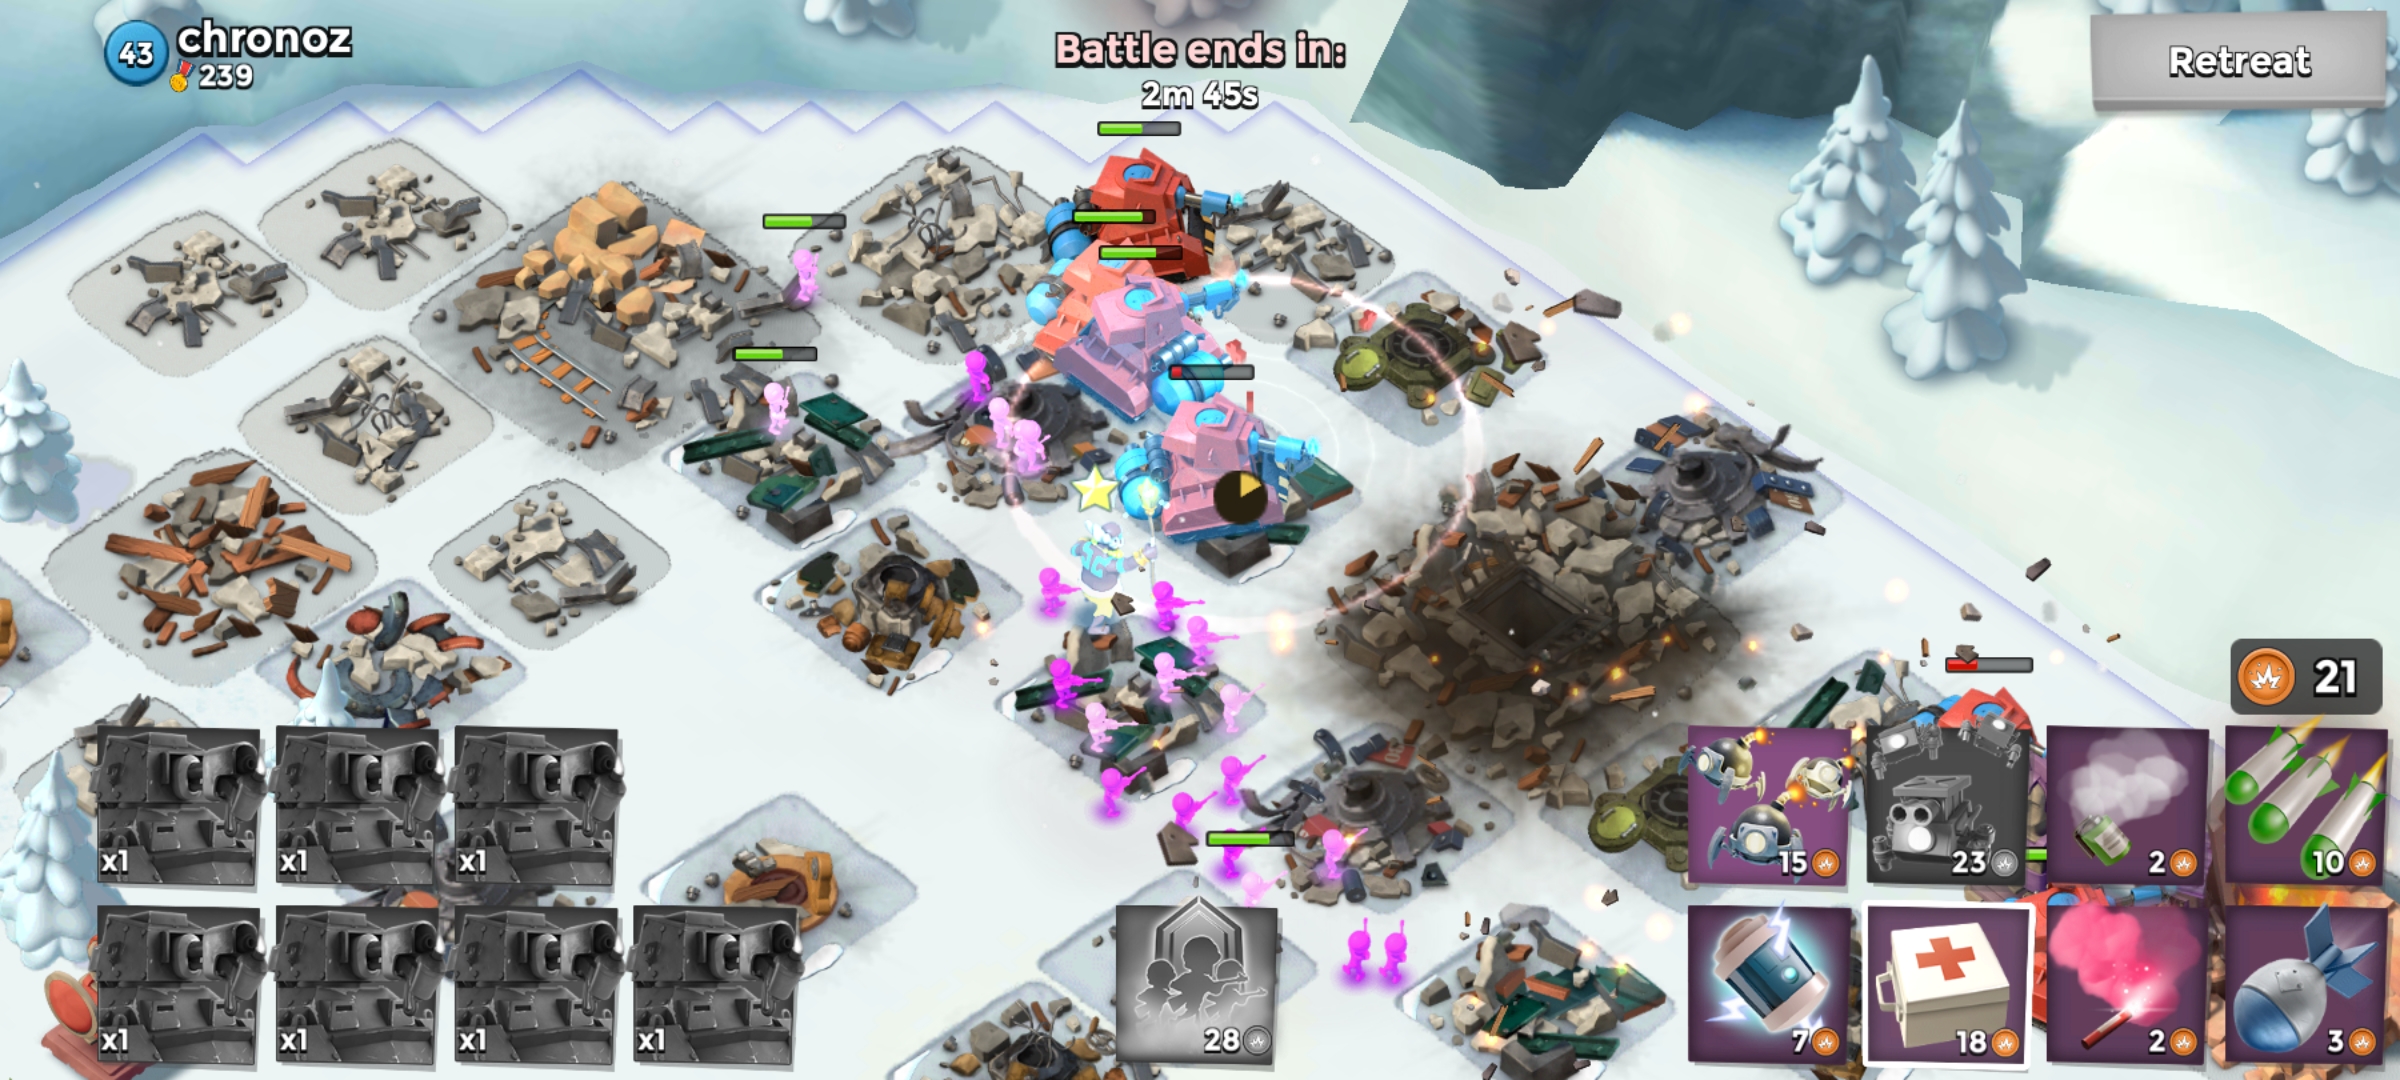 43
chronoz
239
Battle ends in:
2m 45s
Retreat
21
x1
x1
x1
15
23
2
10
x1
x1
x1
x1
28
7
18
2
3